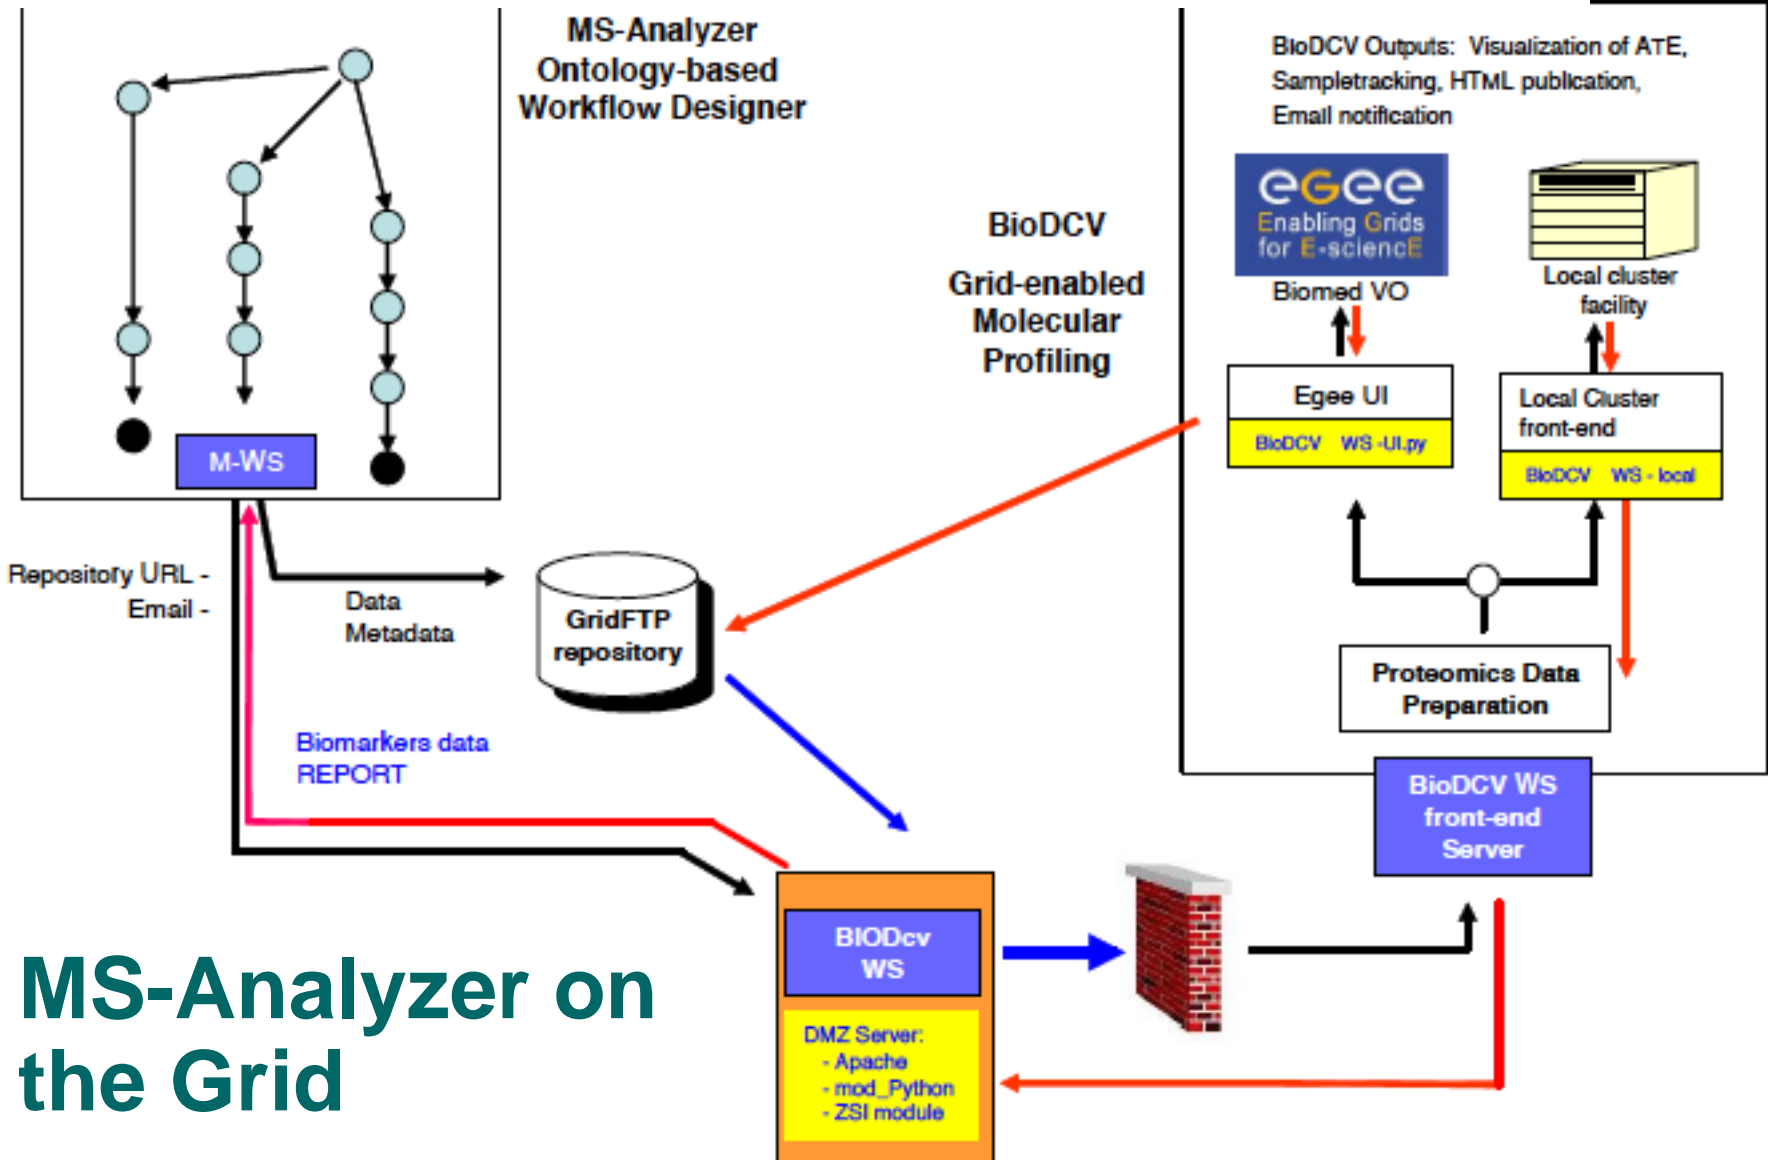 MS-Analyzer
Ontology-based
Workflow Designer
M-WS
Repository URL -
Email -
Data
Metadata
GridFTP
repository
Biomarkers data
REPORT
BioDCV
Grid-enabled
Molecular
Profiling
BioDCV Outputs: Visualization of ATE,
Sampletracking, HTML publication,
Email notification
eGee
Enabling Grids
for E-sciencE
Biomed VO
Local cluster
facility
Egee UI
BioDCV WS -UI.py
Local Cluster
front-end
BioDCV WS - local
Proteomics Data
Preparation
BioDCV WS
front-end
Server
BIODcv
WS
DMZ Server:
- Apache
- mod_Python
- ZSI module
MS-Analyzer on
the Grid